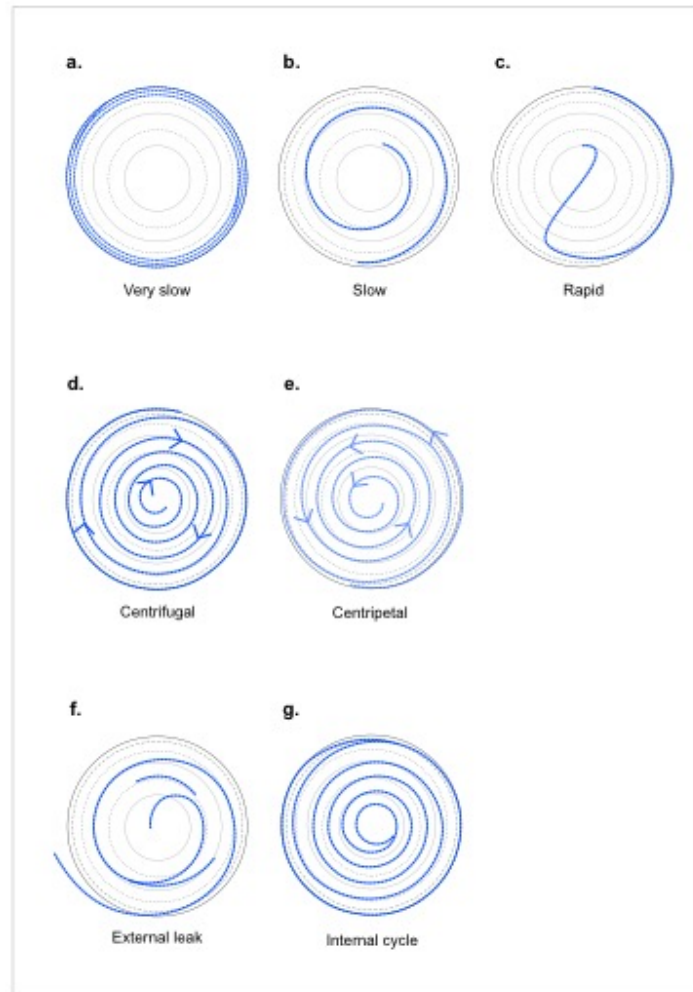 a. b. c.
Very slow Slow Rapid
d. e.
Centrifugal Centripetal
f. g.
External leak Internal cycle